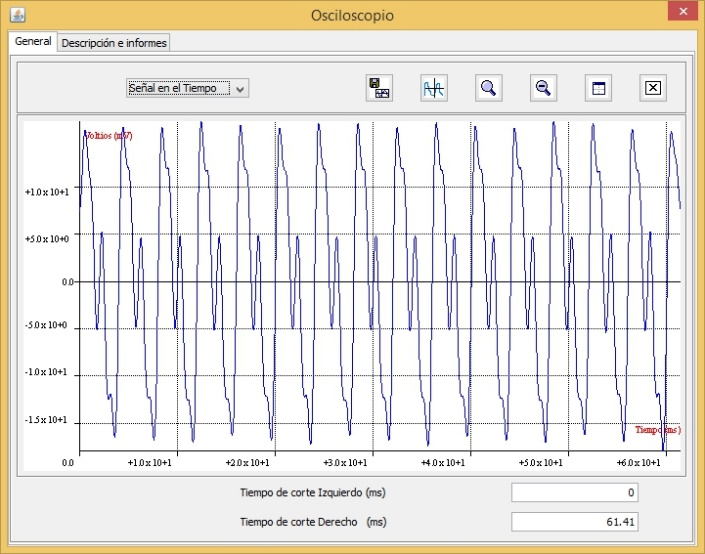 Osciloscopio
General
Descripción e informes
Señal en el Tiempo
Voltios (mV)
+1.0 x 10+1
+5.0 x 10+0
0.0
-5.0 x 10+0
-1.0 x 10+1
-1.5 x 10+1
Tiempo (ms)
0.0
+1.0 x 10+1
+2.0 x 10+1
+3.0 x 10+1
+4.0 x 10+1
+5.0 x 10+1
+6.0 x 10+1
Tiempo de corte Izquierdo (ms)
0
Tiempo de corte Derecho (ms)
61.41